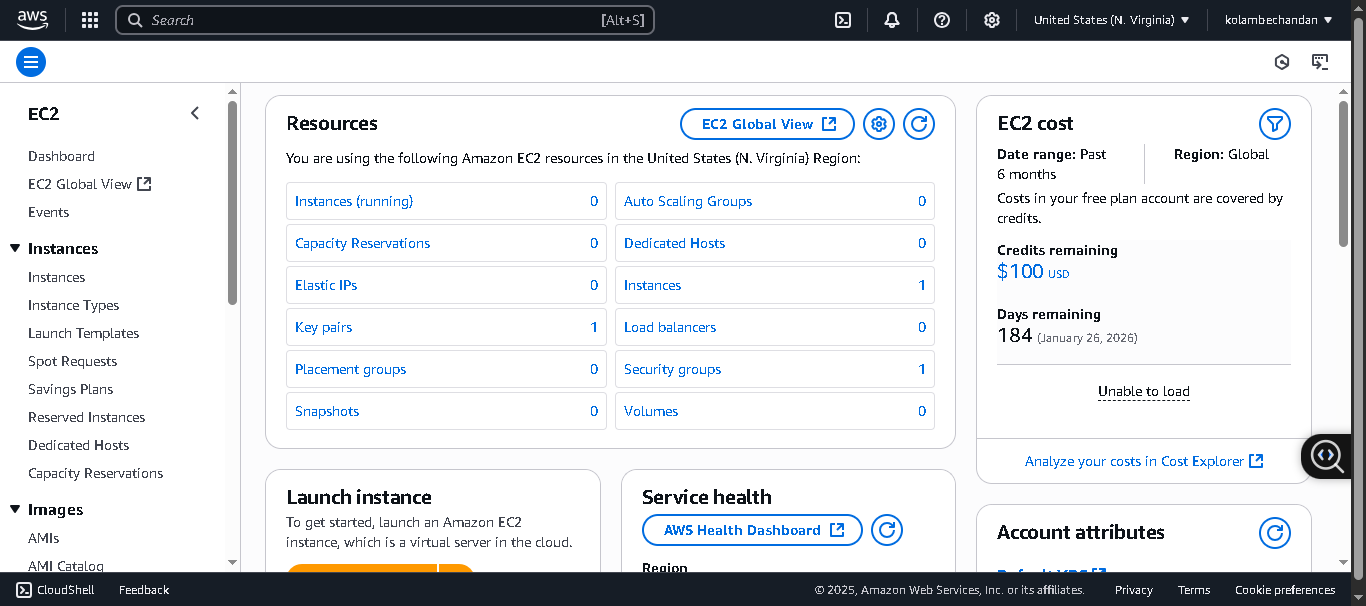 aws
Search [Alt+S]
United States (N. Virginia) ▼
kolambechandan ▼
EC2
Dashboard
EC2 Global View
Events
Instances
Instances
Instance Types
Launch Templates
Spot Requests
Savings Plans
Reserved Instances
Dedicated Hosts
Capacity Reservations
Images
AMIs
AMI Catalog
Resources
EC2 Global View
You are using the following Amazon EC2 resources in the United States (N. Virginia) Region:
Instances (running) 0
Auto Scaling Groups 0
Capacity Reservations 0
Dedicated Hosts 0
Elastic IPs 0
Instances 1
Key pairs 1
Load balancers 0
Placement groups 0
Security groups 1
Snapshots 0
Volumes 0
Launch instance
To get started, launch an Amazon EC2
instance, which is a virtual server in the cloud.
Service health
AWS Health Dashboard
Region
EC2 cost
Date range: Past
6 months
Region: Global
Costs in your free plan account are covered by
credits.
Credits remaining
$100 USD
Days remaining
184 (January 26, 2026)
Unable to load
Analyze your costs in Cost Explorer
Account attributes
Default VPC
CloudShell
Feedback
© 2025, Amazon Web Services, Inc. or its affiliates.
Privacy
Terms
Cookie preferences